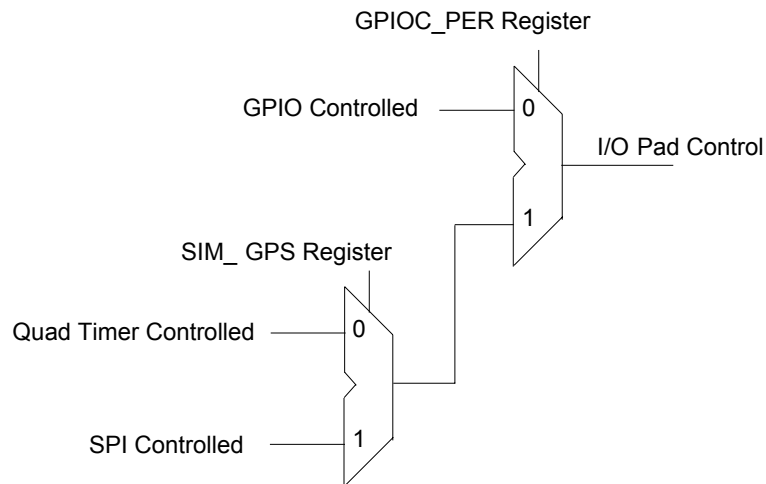 GPIOC_PER Register
GPIO Controlled
0
I/O Pad Control
1
SIM_ GPS Register
Quad Timer Controlled
0
SPI Controlled
1